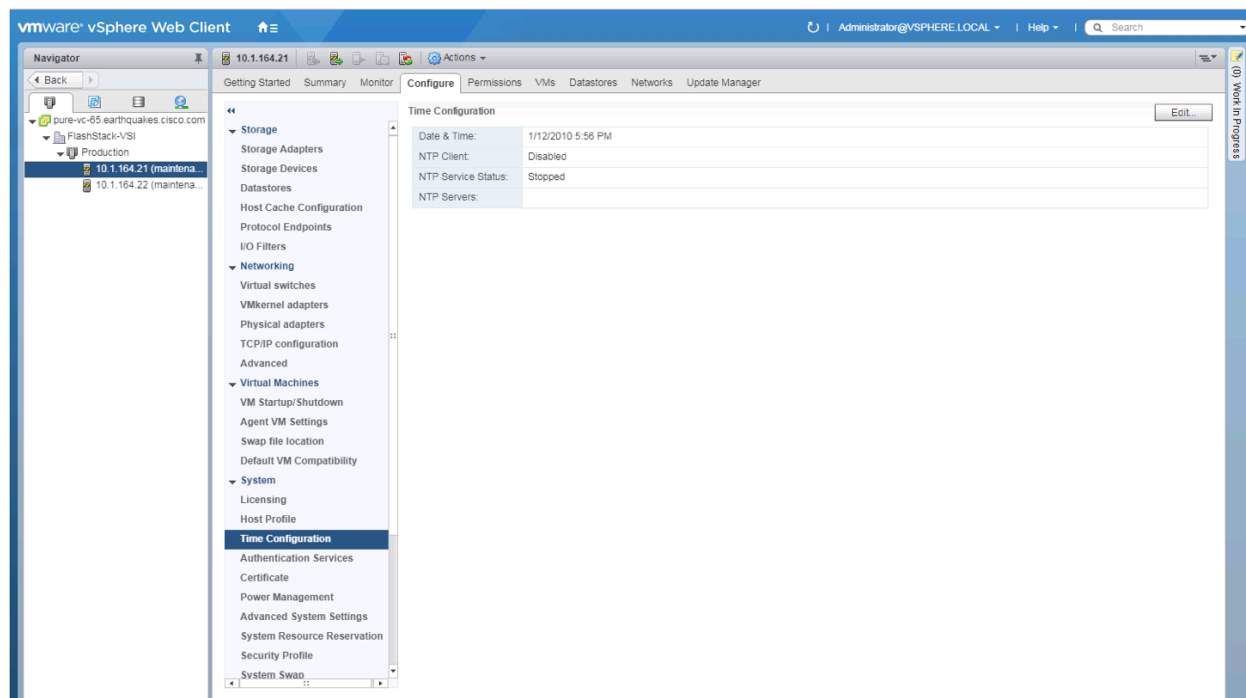 vmware® vSphere Web Client
Administrator@VSPHERE.LOCAL | Help | Search
Navigator
Back
pure-vc-65.earthquakes.cisco.com
FlashStack-VSI
Production
10.1.164.21 (maintena...
10.1.164.22 (maintena...
10.1.164.21 Actions
Getting Started Summary Monitor Configure Permissions VMs Datastores Networks Update Manager
Storage
Storage Adapters
Storage Devices
Datastores
Host Cache Configuration
Protocol Endpoints
I/O Filters
Networking
Virtual switches
VMkernel adapters
Physical adapters
TCP/IP configuration
Advanced
Virtual Machines
VM Startup/Shutdown
Agent VM Settings
Swap file location
Default VM Compatibility
System
Licensing
Host Profile
Time Configuration
Authentication Services
Certificate
Power Management
Advanced System Settings
System Resource Reservation
Security Profile
System Swap
Time Configuration
Edit...
Date & Time: 1/12/2010 5:56 PM
NTP Client: Disabled
NTP Service Status: Stopped
NTP Servers:
(0) Work In Progress